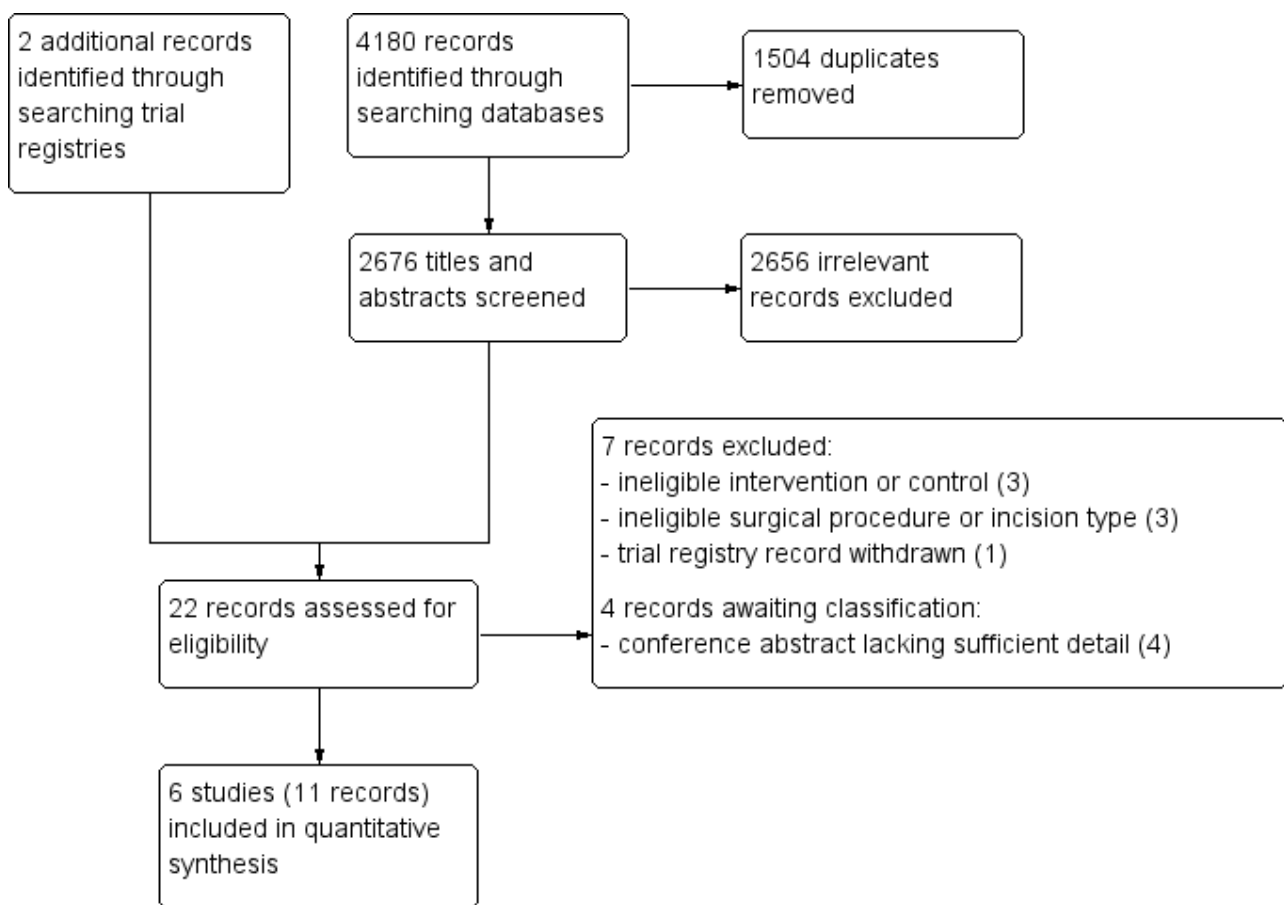 2 additional records
identified through
searching trial
registries
4180 records
identified through
searching databases
1504 duplicates
removed
2676 titles and
abstracts screened
2656 irrelevant
records excluded
7 records excluded:
- ineligible intervention or control (3)
- ineligible surgical procedure or incision type (3)
- trial registry record withdrawn (1)
4 records awaiting classification:
- conference abstract lacking sufficient detail (4)
22 records assessed for
eligibility
6 studies (11 records)
included in quantitative
synthesis